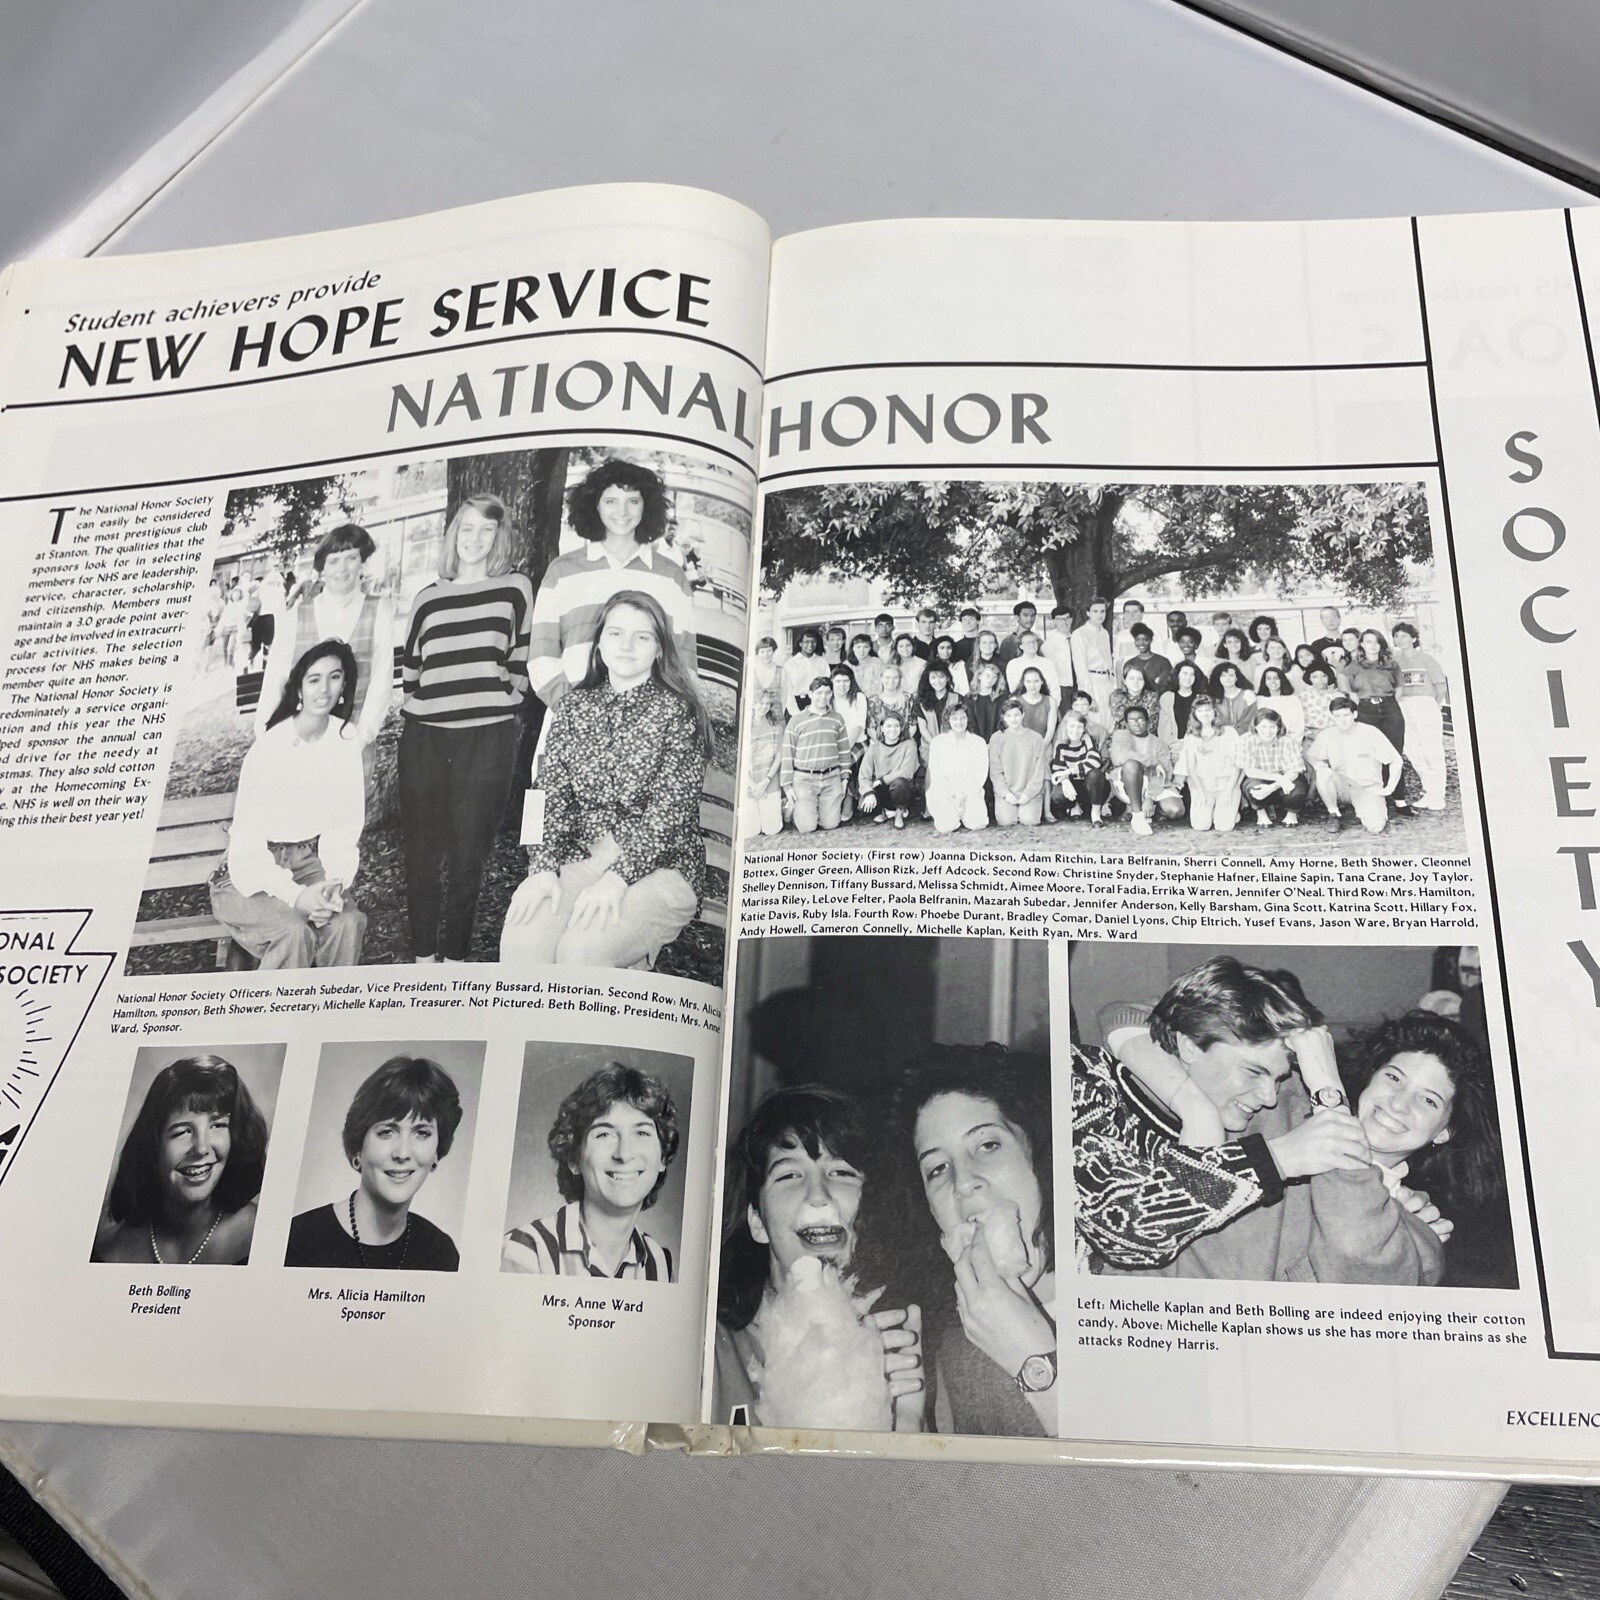 Student achievers provide
NEW HOPE SERVICE
NATIONAL HONOR
SOCIETY
The National Honor Society
can easily be considered
the most prestigious club
at Stanton. The qualities that the
sponsors look for in selecting
members for NHS are leadership,
service, character, scholarship,
and citizenship. Members must
maintain a 3.0 grade point aver-
age and be involved in extracurri-
cular activities. The selection
process for NHS makes being a
member quite an honor.
The National Honor Society is
redominately a service organi-
tion and this year the NHS
ped sponsor the annual can
d drive for the needy at
stmas. They also sold cotton
y at the Homecoming Ex-
e. NHS is well on their way
ng this their best year yet!
ONAL
SOCIETY
National Honor Society Officers: Nazerah Subedar, Vice President; Tiffany Bussard, Historian. Second Row: Mrs. Alicia
Hamilton, sponsor; Beth Shower, Secretary; Michelle Kaplan, Treasurer. Not Pictured: Beth Bolling, President; Mrs. Anne
Ward, Sponsor.
Beth Bolling
President
Mrs. Alicia Hamilton
Sponsor
Mrs. Anne Ward
Sponsor
National Honor Society: (First row) Joanna Dickson, Adam Ritchin, Lara Belfranin, Sherri Connell, Amy Horne, Beth Shower, Cleonnel
Bottex, Ginger Green, Allison Rizk, Jeff Adcock. Second Row: Christine Snyder, Stephanie Hafner, Ellaine Sapin, Tana Crane, Joy Taylor,
Shelley Dennison, Tiffany Bussard, Melissa Schmidt, Aimee Moore, Toral Fadia, Errika Warren, Jennifer O'Neal. Third Row: Mrs. Hamilton,
Marissa Riley, LeLove Felter, Paola Belfranin, Mazarah Subedar, Jennifer Anderson, Kelly Barsham, Gina Scott, Katrina Scott, Hillary Fox,
Katie Davis, Ruby Isla. Fourth Row: Phoebe Durant, Bradley Comar, Daniel Lyons, Chip Eltrich, Yusef Evans, Jason Ware, Bryan Harrold,
Andy Howell, Cameron Connelly, Michelle Kaplan, Keith Ryan, Mrs. Ward
Left: Michelle Kaplan and Beth Bolling are indeed enjoying their cotton
candy. Above: Michelle Kaplan shows us she has more than brains as she
attacks Rodney Harris.
EXCELLENC